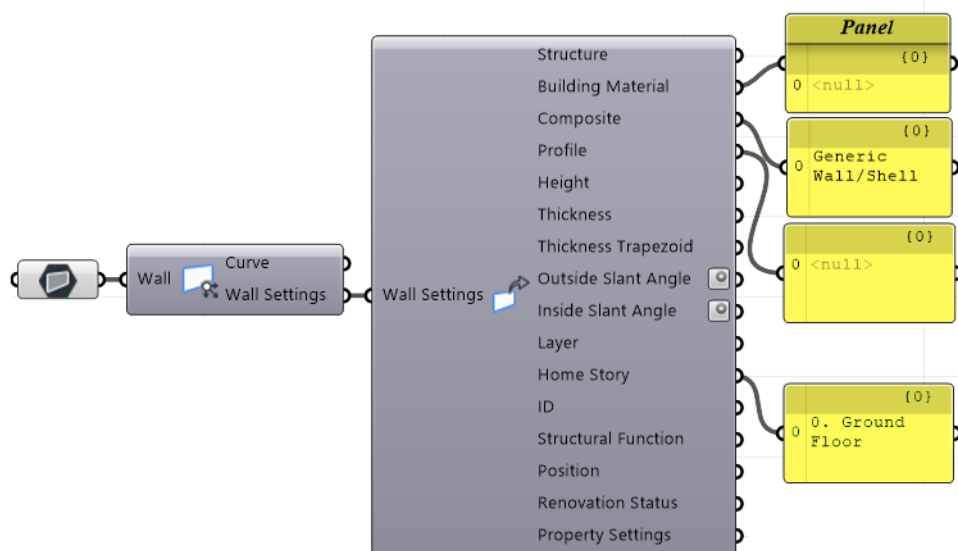 Wall
Curve
Wall Settings
Wall Settings
Structure
Building Material
Composite
Profile
Height
Thickness
Thickness Trapezoid
Outside Slant Angle
Inside Slant Angle
Layer
Home Story
ID
Structural Function
Position
Renovation Status
Property Settings
Panel
{0}
0 <null>
{0}
0 Generic
Wall/Shell
{0}
0 <null>
{0}
0 0. Ground
Floor